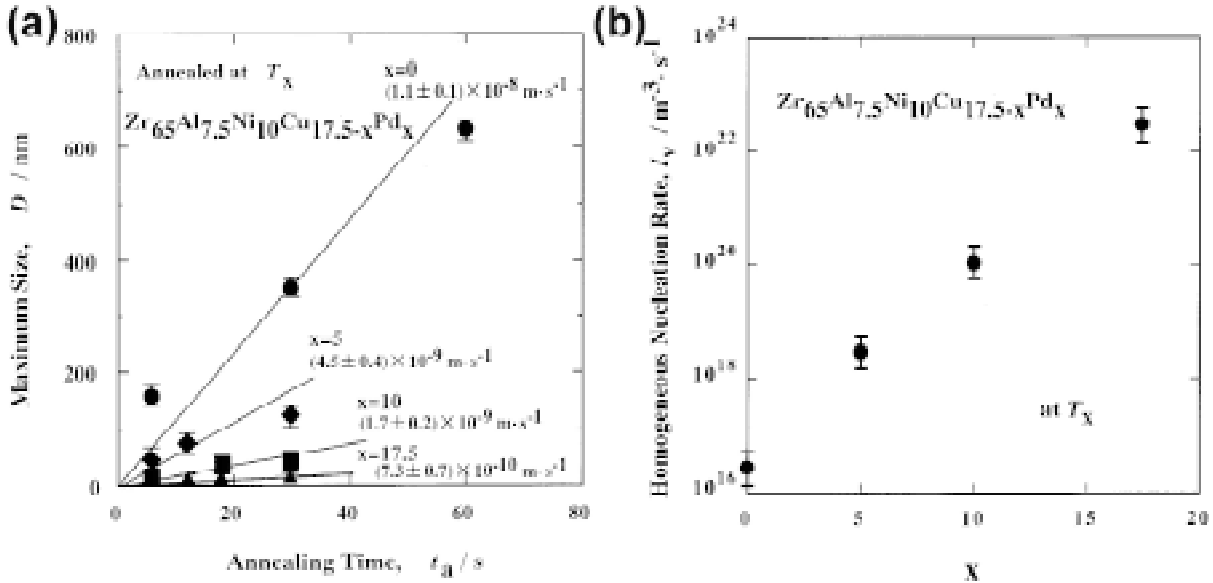 (a)
800
600
400
200
0
Maximum Size, D / nm
Annealed at Tx
Zr65Al7.5Ni10Cu17.5-xPdx
x=0
(1.1±0.1)×10-8 m·s-1
x=5
(4.5±0.4)×10-9 m·s-1
x=10
(1.7±0.2)×10-9 m·s-1
x=17.5
(7.3±0.7)×10-10 m·s-1
0 20 40 60 80
Annealing Time, ta / s
(b)
Homogeneous Nucleation Rate, Iv / m-3·s-1
10^24
10^22
10^20
10^18
10^16
Zr65Al7.5Ni10Cu17.5-xPdx
at Tx
0 5 10 15 20
x